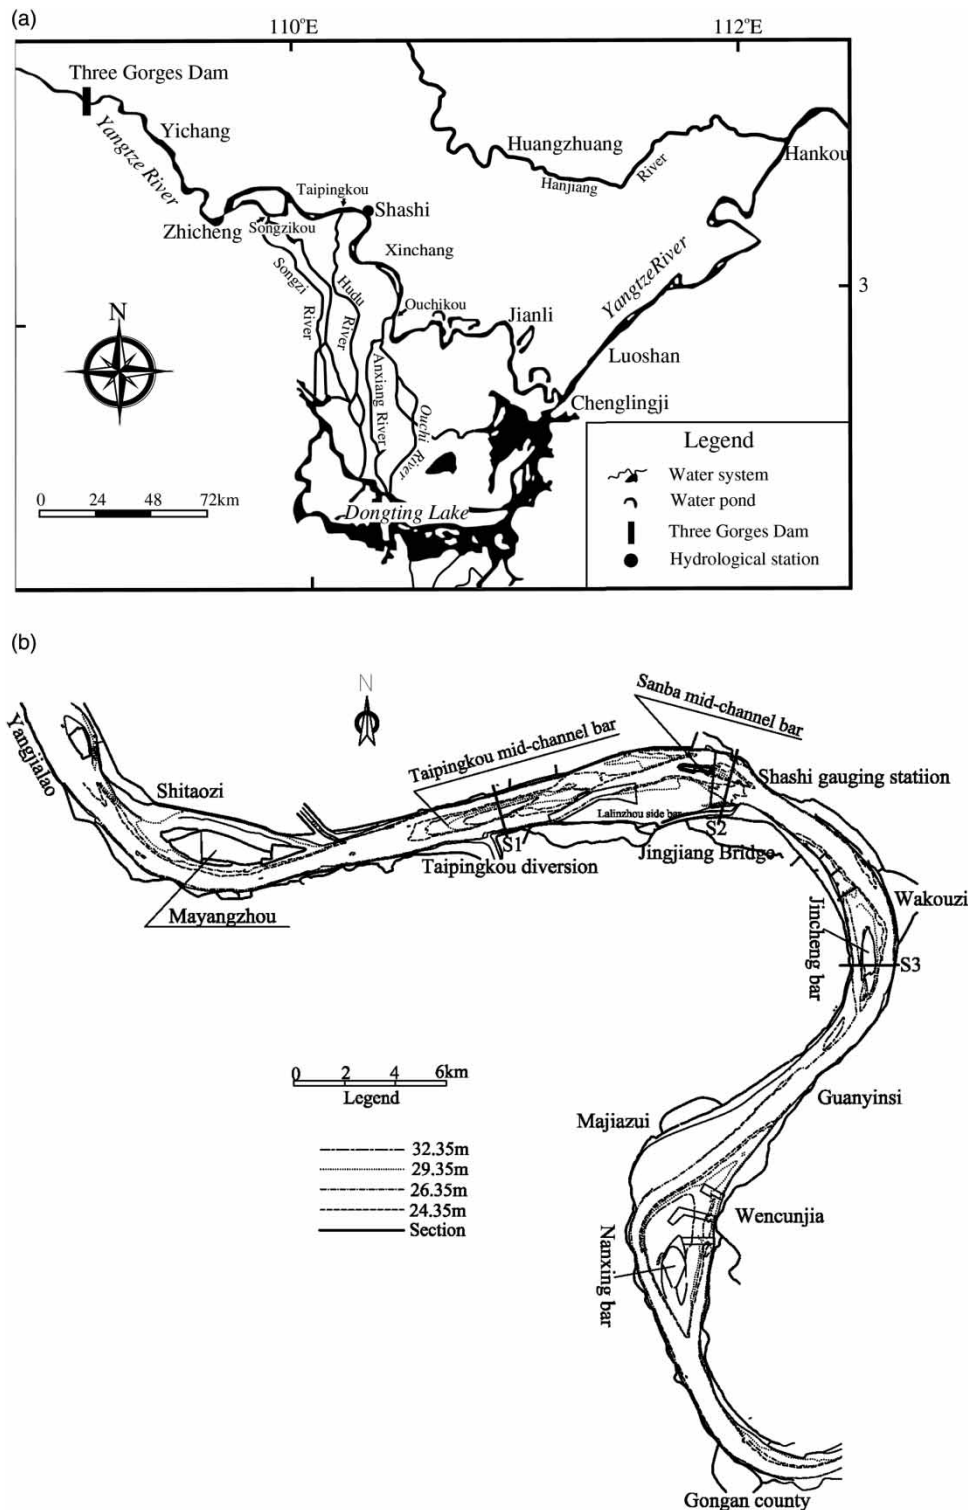 (a)
110°E
112°E
Three Gorges Dam
Yichang
Yangtze River
Huangzhuang
Hanjiang
River
Hankou
Taipingkou
Shashi
Zhicheng
Songzikou
Xinchang
Songzi
River
Hudu
River
Ouchikou
Jianli
Yangtze River
3
N
Anxiang River
Ouchi
River
Luoshan
Chenglingji
Dongting Lake
0 24 48 72km
Legend
Water system
Water pond
Three Gorges Dam
Hydrological station
(b)
N
Sanba mid-channel bar
Yangjialao
Taipingkou mid-channel bar
Shitaozi
Shashi gauging statiion
Lalinzhou side bar
S1
S2
Taipingkou diversion
Jingjiang Bridge
Mayangzhou
Wakouzi
Jincheng bar
S3
0 2 4 6km
Legend
Guanyinsi
Majiazui
32.35m
29.35m
26.35m
24.35m
Section
Wencunjia
Nanxing bar
Gongan county